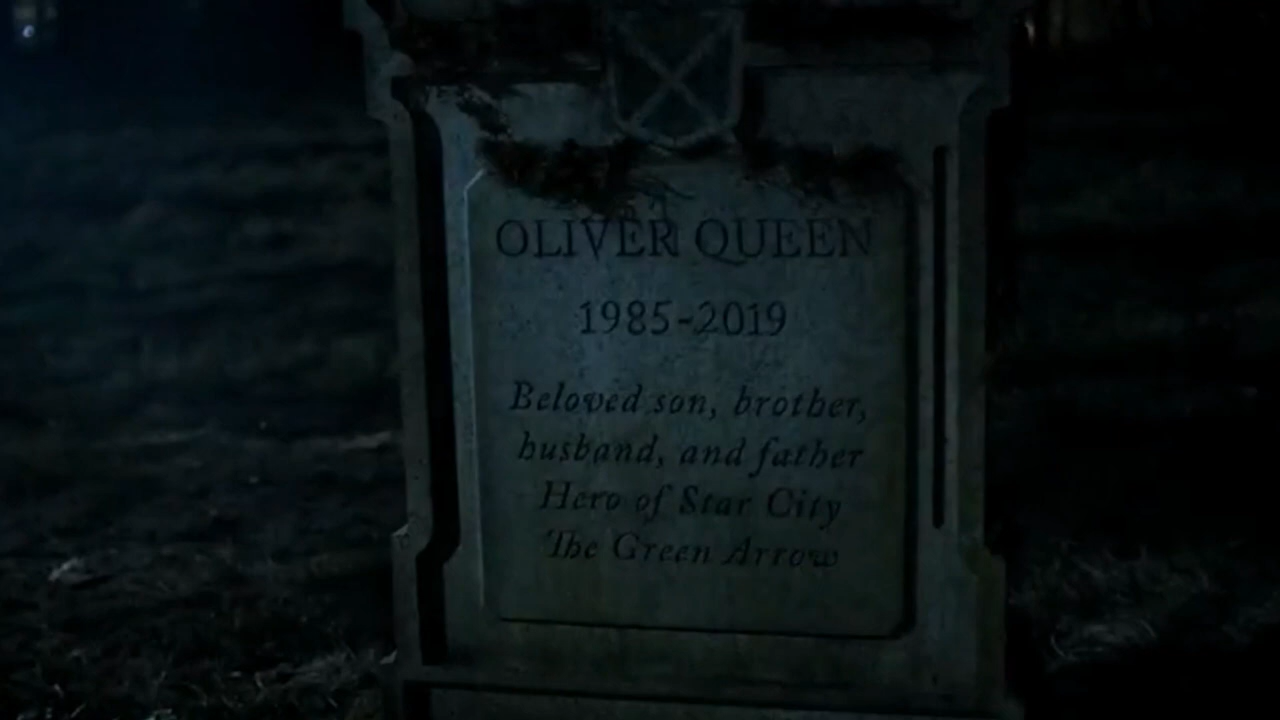 OLIVER QUEEN
1985-2019
Beloved son, brother,
husband, and father
Hero of Star City
The Green Arrow